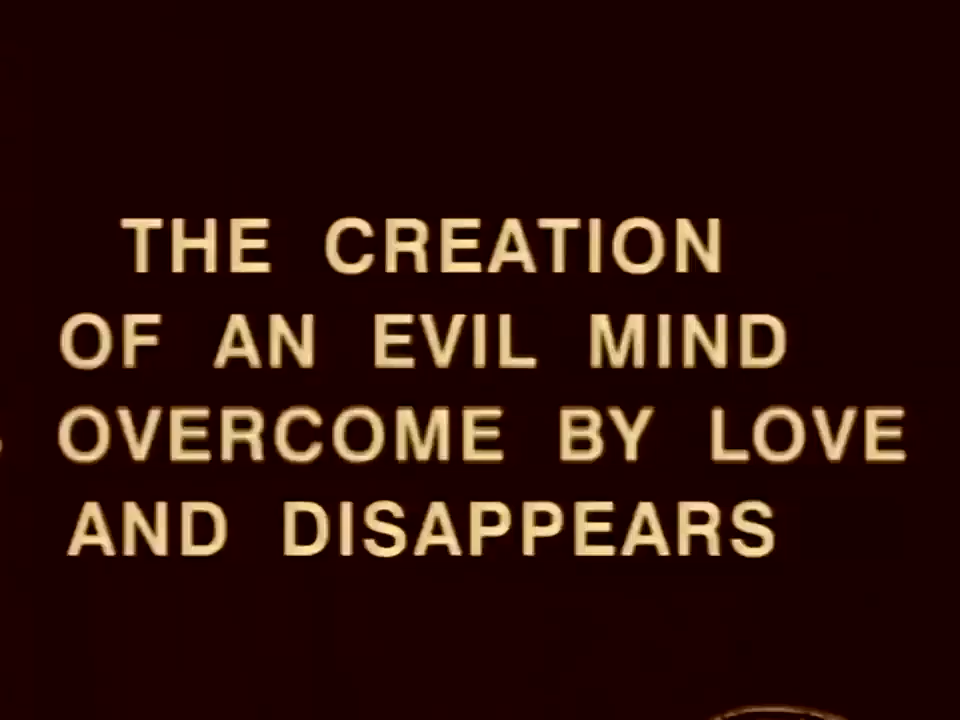 THE CREATION
OF AN EVIL MIND
OVERCOME BY LOVE
AND DISAPPEARS